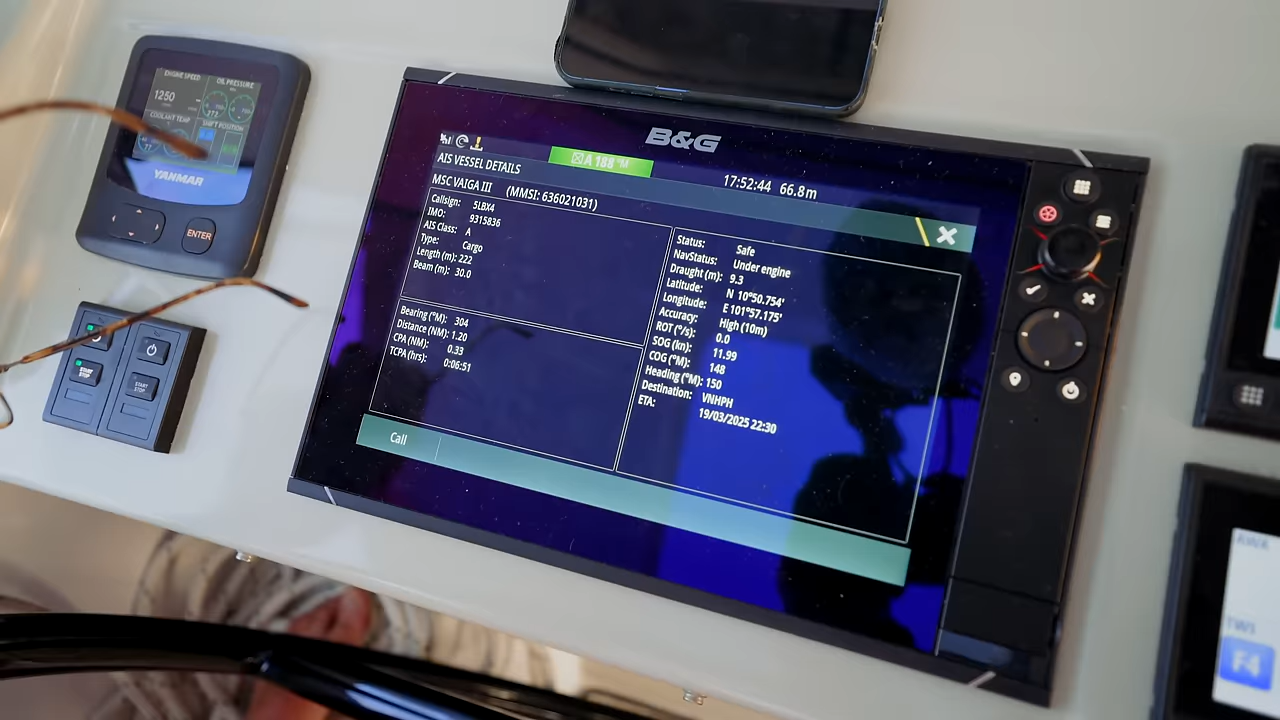 ENGINE SPEED
OIL PRESSURE
1250
COOLANT TEMP
SHIFT POSITION
77
YANMAR
ENTER
START STOP
START STOP
B&G
A 188 °M
17:52:44 66.8m
AIS VESSEL DETAILS
MSC VAIGA III (MMSI: 636021031)
Callsign: 5LBX4
IMO: 9315836
AIS Class: A
Type: Cargo
Length (m): 222
Beam (m): 30.0
Bearing (°M): 304
Distance (NM): 1.20
CPA (NM): 0.33
TCPA (hrs): 0:06:51
Status: Safe
NavStatus: Under engine
Draught (m): 9.3
Latitude: N 10°50.754'
Longitude: E 101°57.175'
Accuracy: High (10m)
ROT (°/s): 0.0
SOG (kn): 11.99
COG (°M): 148
Heading (°M): 150
Destination: VNHPH
ETA: 19/03/2025 22:30
Call
AWA
TWS
F4